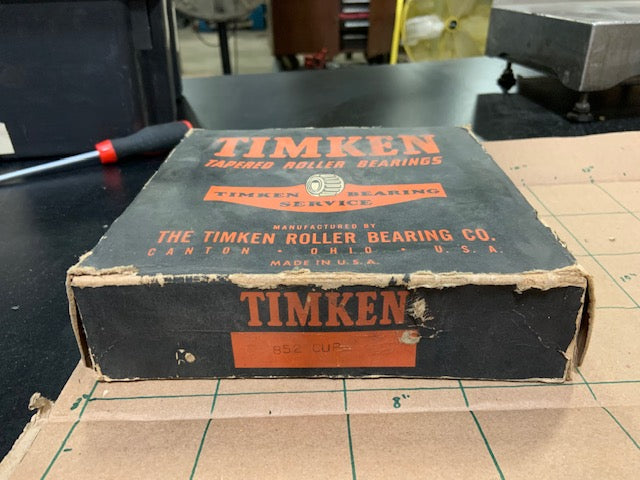 TIMKEN
TAPERED ROLLER BEARINGS
TIMKEN BEARING
SERVICE
MANUFACTURED BY
THE TIMKEN ROLLER BEARING CO.
CANTON • OHIO • U.S.A.
MADE IN U.S.A.
TIMKEN
852 CUP
8"